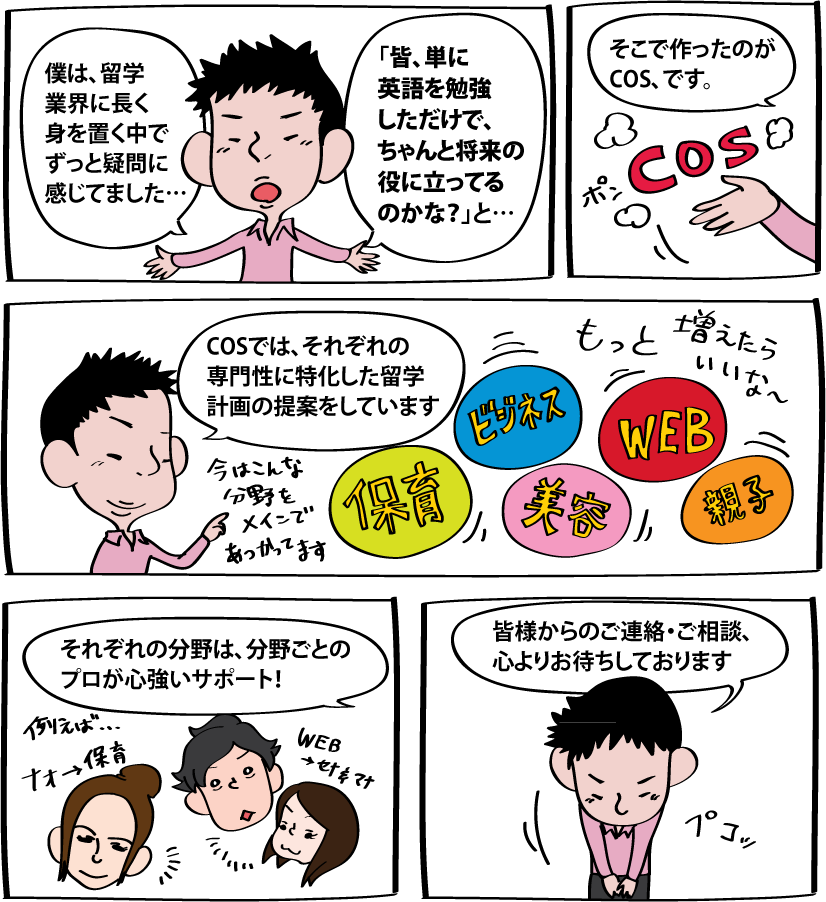 僕は、留学
業界に長く
身を置く中で
ずっと疑問に
感じてました…
「皆、単に
英語を勉強
しただけで、
ちゃんと将来の
役に立ってる
のかな？」と…
そこで作ったのが
COS、です。
COS
ポン
COSでは、それぞれの
専門性に特化した留学
計画の提案をしています
今はこんな
分野を
メインで
あつかってます
もっと
増えたら
いいな〜
ビジネス
WEB
保育
美容
親子
それぞれの分野は、分野ごとの
プロが心強いサポート！
例えば…
ナオ→保育
WEB
→セナ&マナ
皆様からのご連絡・ご相談、
心よりお待ちしております
プコッ